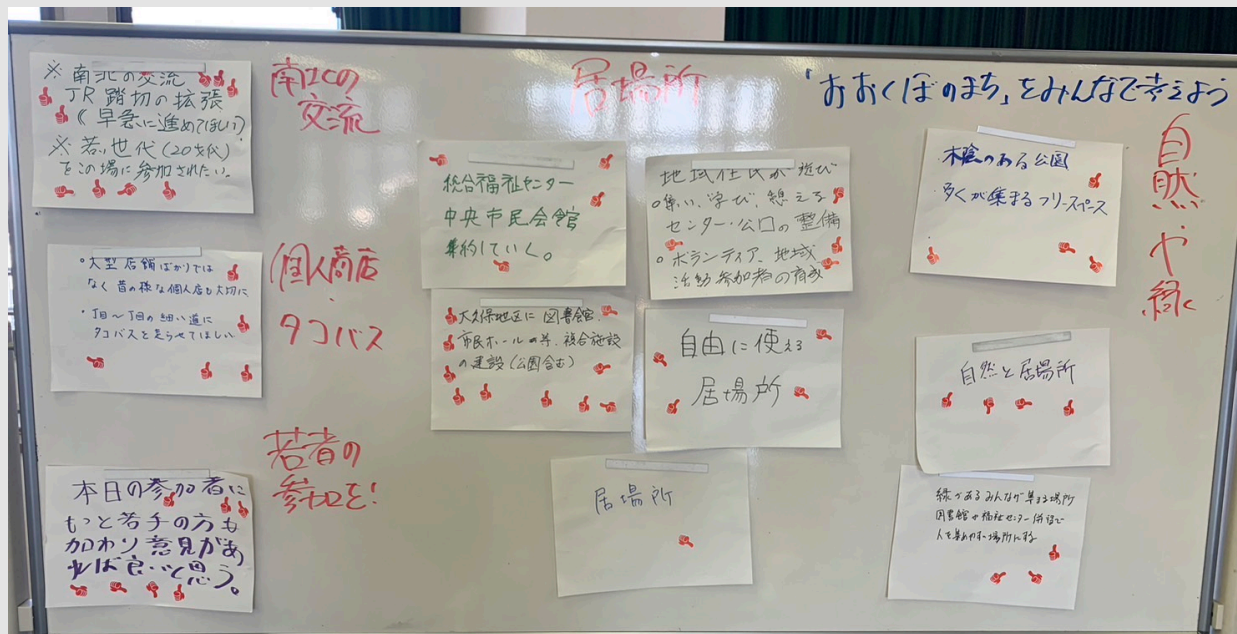 「おおくぼのまち」をみんなで考えよう
※ 南北の交流
JR 踏切の拡張
《 早急に進めてほしい》
※ 若い世代(20才代)
をこの場に参加されたい。
南北の
交流
。大型店舗ばかりでは
なく昔の様な個人店も大切に
・丁目〜丁目の細い道に
タコバスを走らせてほしい
個人商店
・
タコバス
本日の参加者に
もっと若手の方も
加わり意見があ
れば良いと思う。
若者の
参加を!
居場所
総合福祉センター
中央市民会館
集約していく。
地域住民が遊び
。集い、学び、憩える
センター・公口の整備
。ボランティア、地域
活動参加者の育成
大久保地区に図書館、
市民ホールの等、複合施設
の建設(公園含む)
自由に使える
居場所
居場所
自然や緑
木陰のある公園
多くが集まるフリースペース
自然と居場所
緑があるみんなが集まる場所
図書館や福祉センター併設で
人を集めやすい場所にする